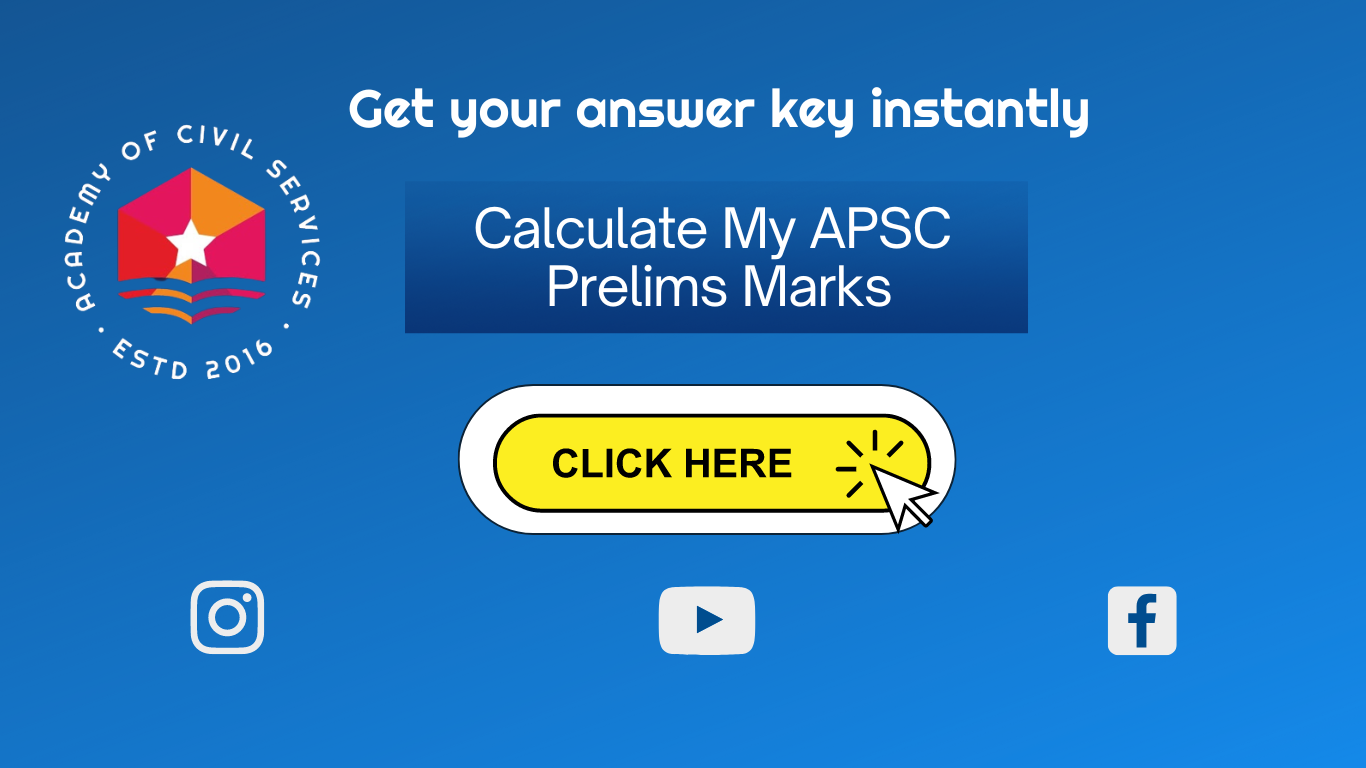 Get your answer key instantly
ACADEMY OF CIVIL SERVICES
• ESTD 2016 •
Calculate My APSC
Prelims Marks
CLICK HERE